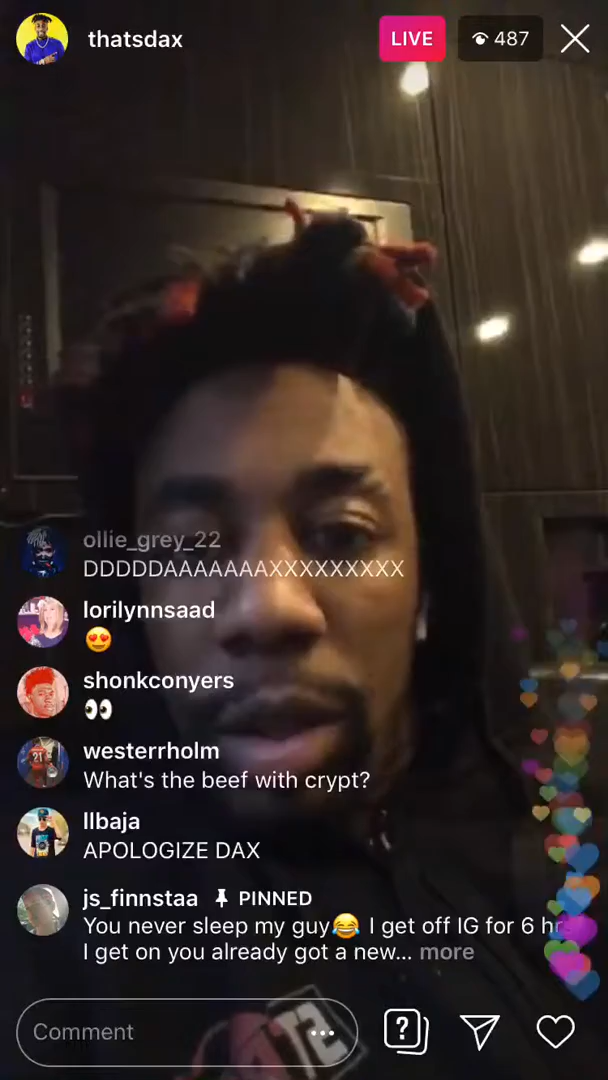 thatsdax
LIVE
487
ollie_grey_22
DDDDDAAAAAAAXXXXXXXXX
lorilynnsaad
😍
shonkconyers
👀
westerrholm
What's the beef with crypt?
llbaja
APOLOGIZE DAX
js_finnstaa PINNED
You never sleep my guy😂 I get off IG for 6 hr
I get on you already got a new... more
Comment